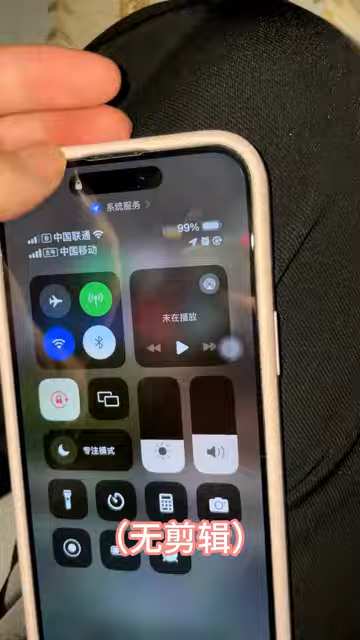 系统服务
中国联通
99%
中国移动
未在播放
专注模式
(无剪辑)